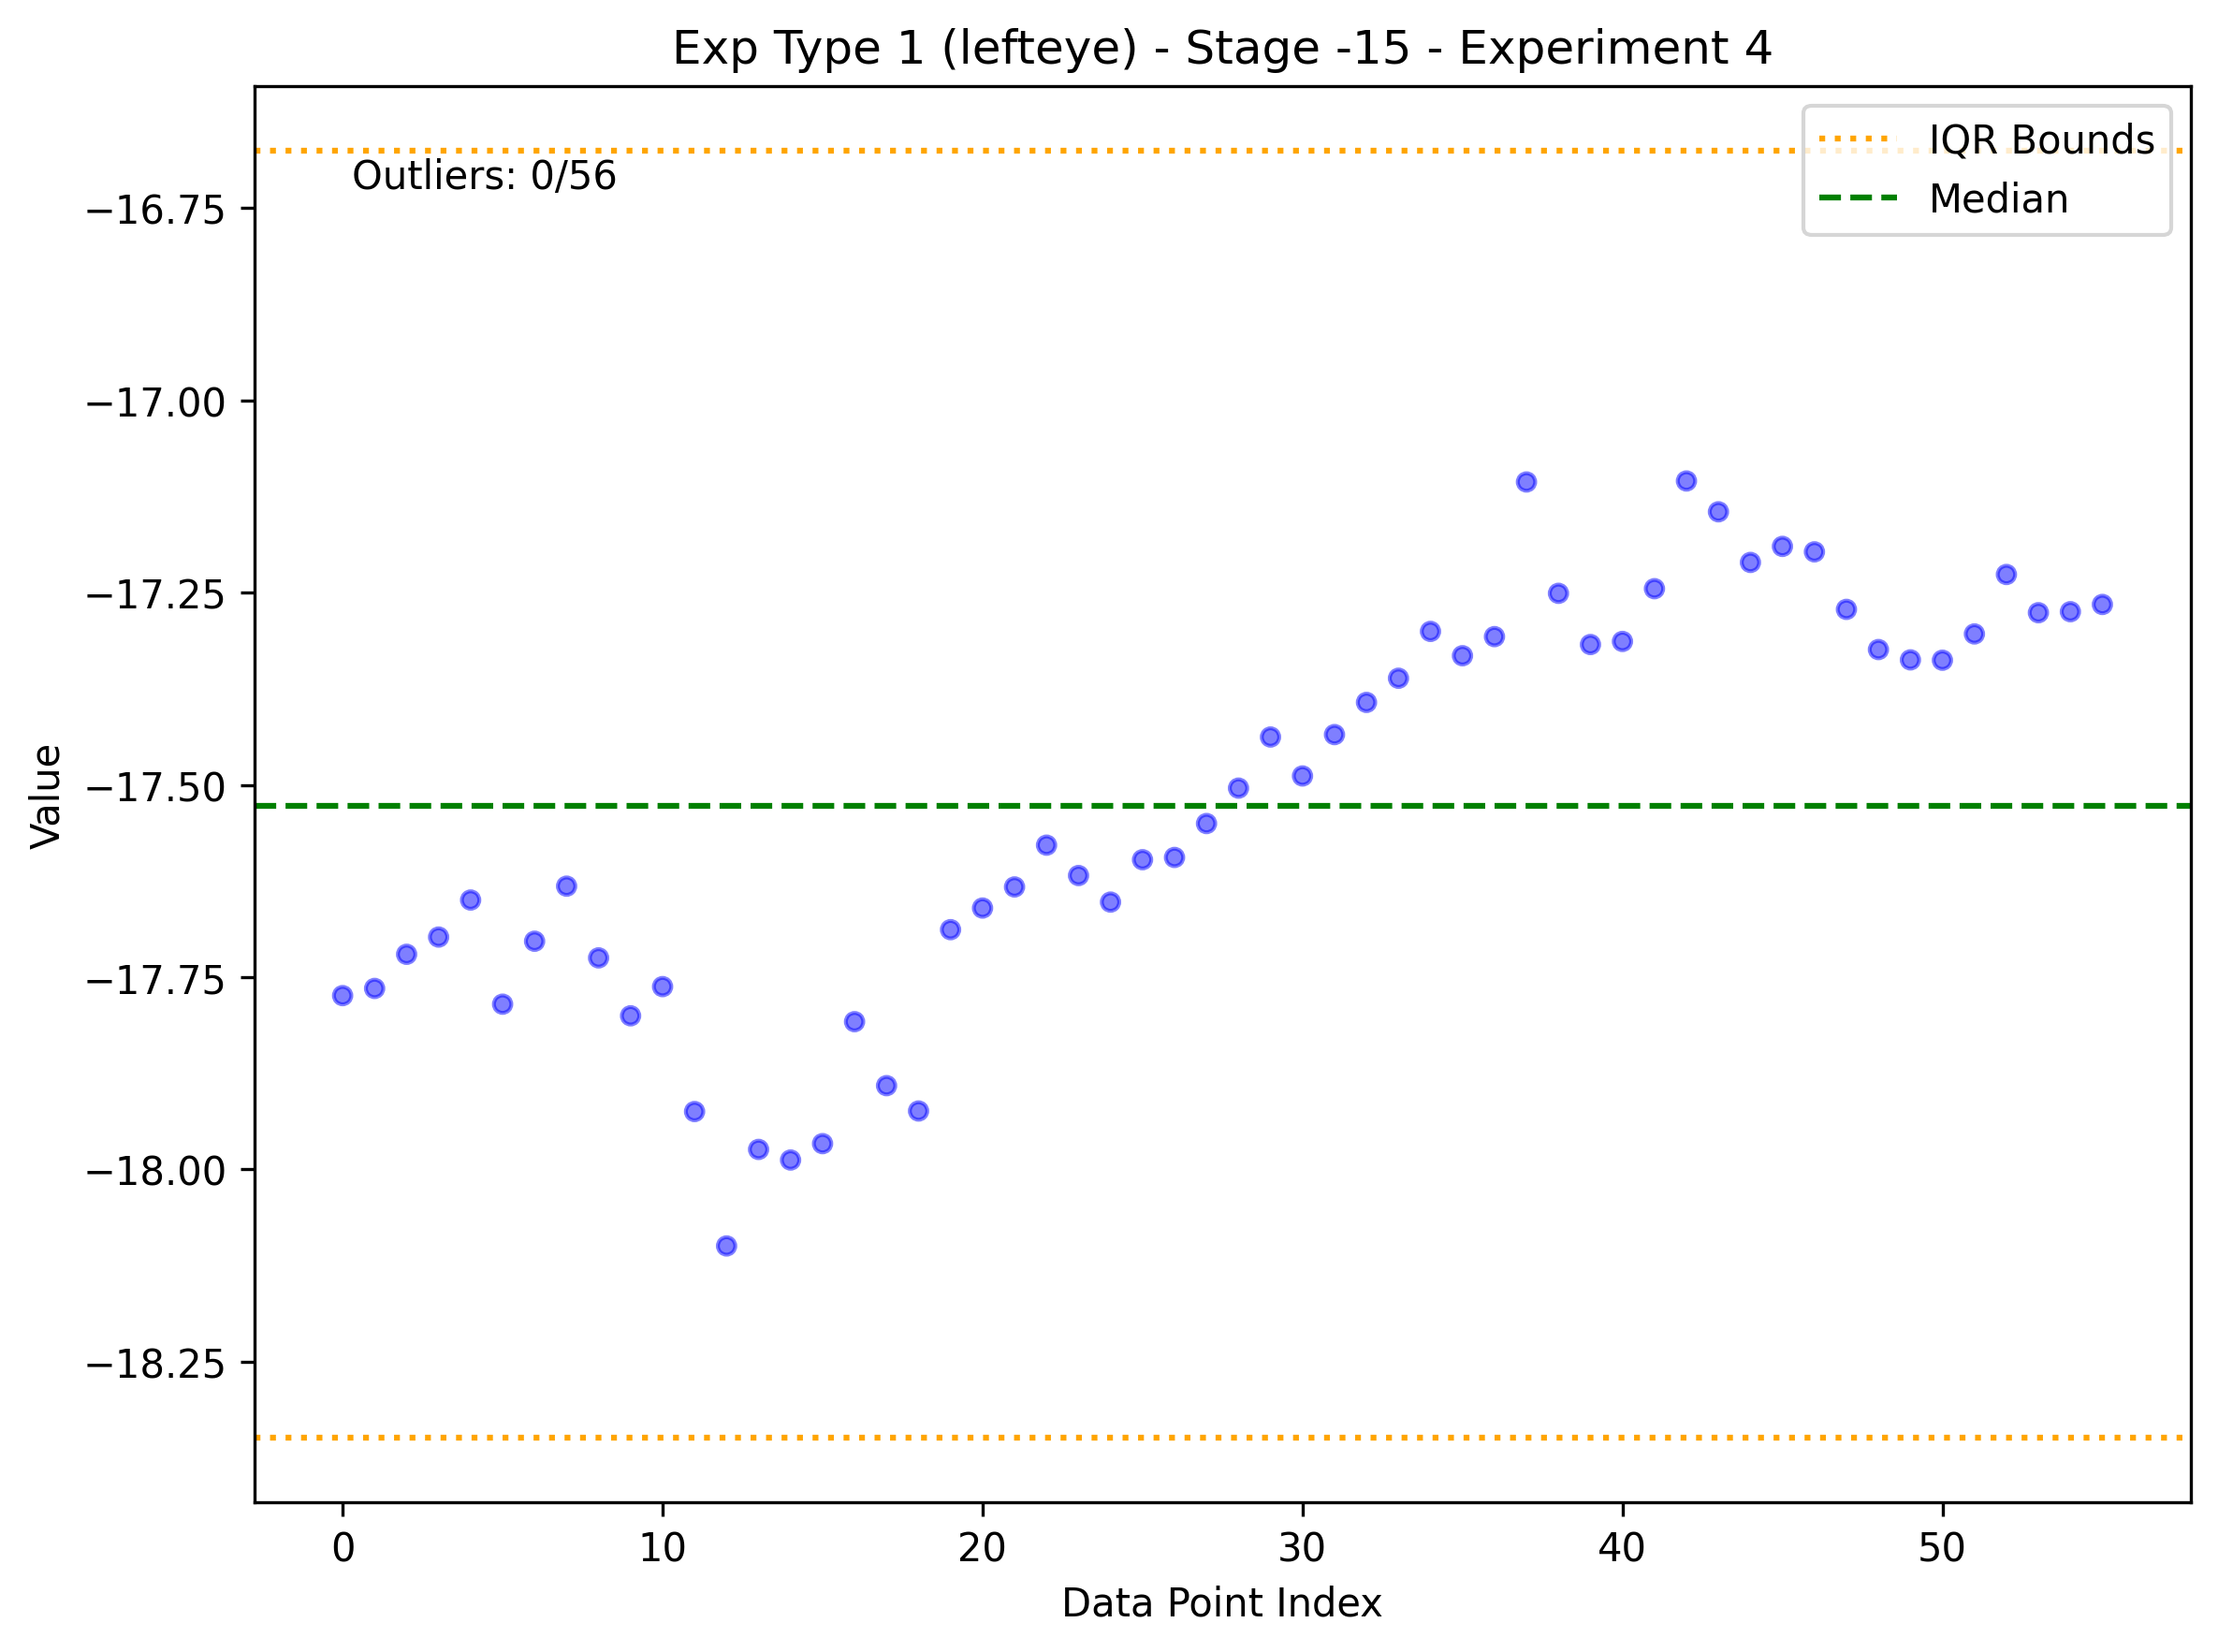 Exp Type 1 (lefteye) - Stage -15 - Experiment 4
IQR Bounds
Median
Outliers: 0/56
−16.75
−17.00
−17.25
−17.50
−17.75
−18.00
−18.25
Value
0 10 20 30 40 50
Data Point Index